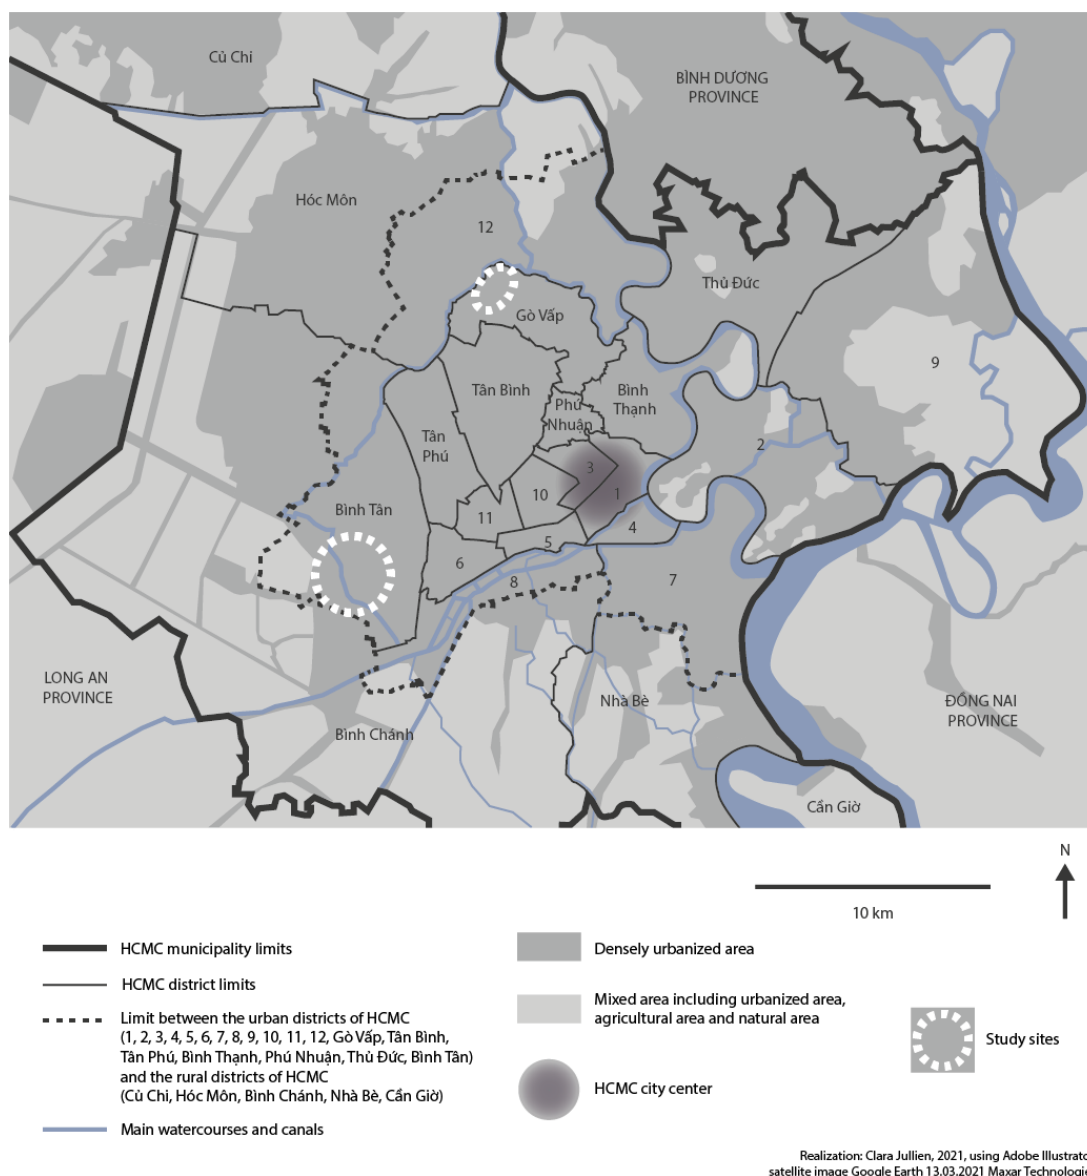 Củ Chi
BÌNH DƯƠNG
PROVINCE
Hóc Môn
12
Thủ Đức
Gò Vấp
9
Tân Bình
Bình
Thạnh
Phú
Nhuận
Tân
Phú
2
3
10
1
Bình Tân
11
4
5
6
8
7
LONG AN
PROVINCE
Nhà Bè
ĐỒNG NAI
PROVINCE
Bình Chánh
Cần Giờ
N
10 km
HCMC municipality limits
HCMC district limits
Limit between the urban districts of HCMC
(1, 2, 3, 4, 5, 6, 7, 8, 9, 10, 11, 12, Gò Vấp, Tân Bình,
Tân Phú, Bình Thạnh, Phú Nhuận, Thủ Đức, Bình Tân)
and the rural districts of HCMC
(Củ Chi, Hóc Môn, Bình Chánh, Nhà Bè, Cần Giờ)
Main watercourses and canals
Densely urbanized area
Mixed area including urbanized area,
agricultural area and natural area
HCMC city center
Study sites
Realization: Clara Jullien, 2021, using Adobe Illustrato
satellite image Google Earth 13.03.2021 Maxar Technologi